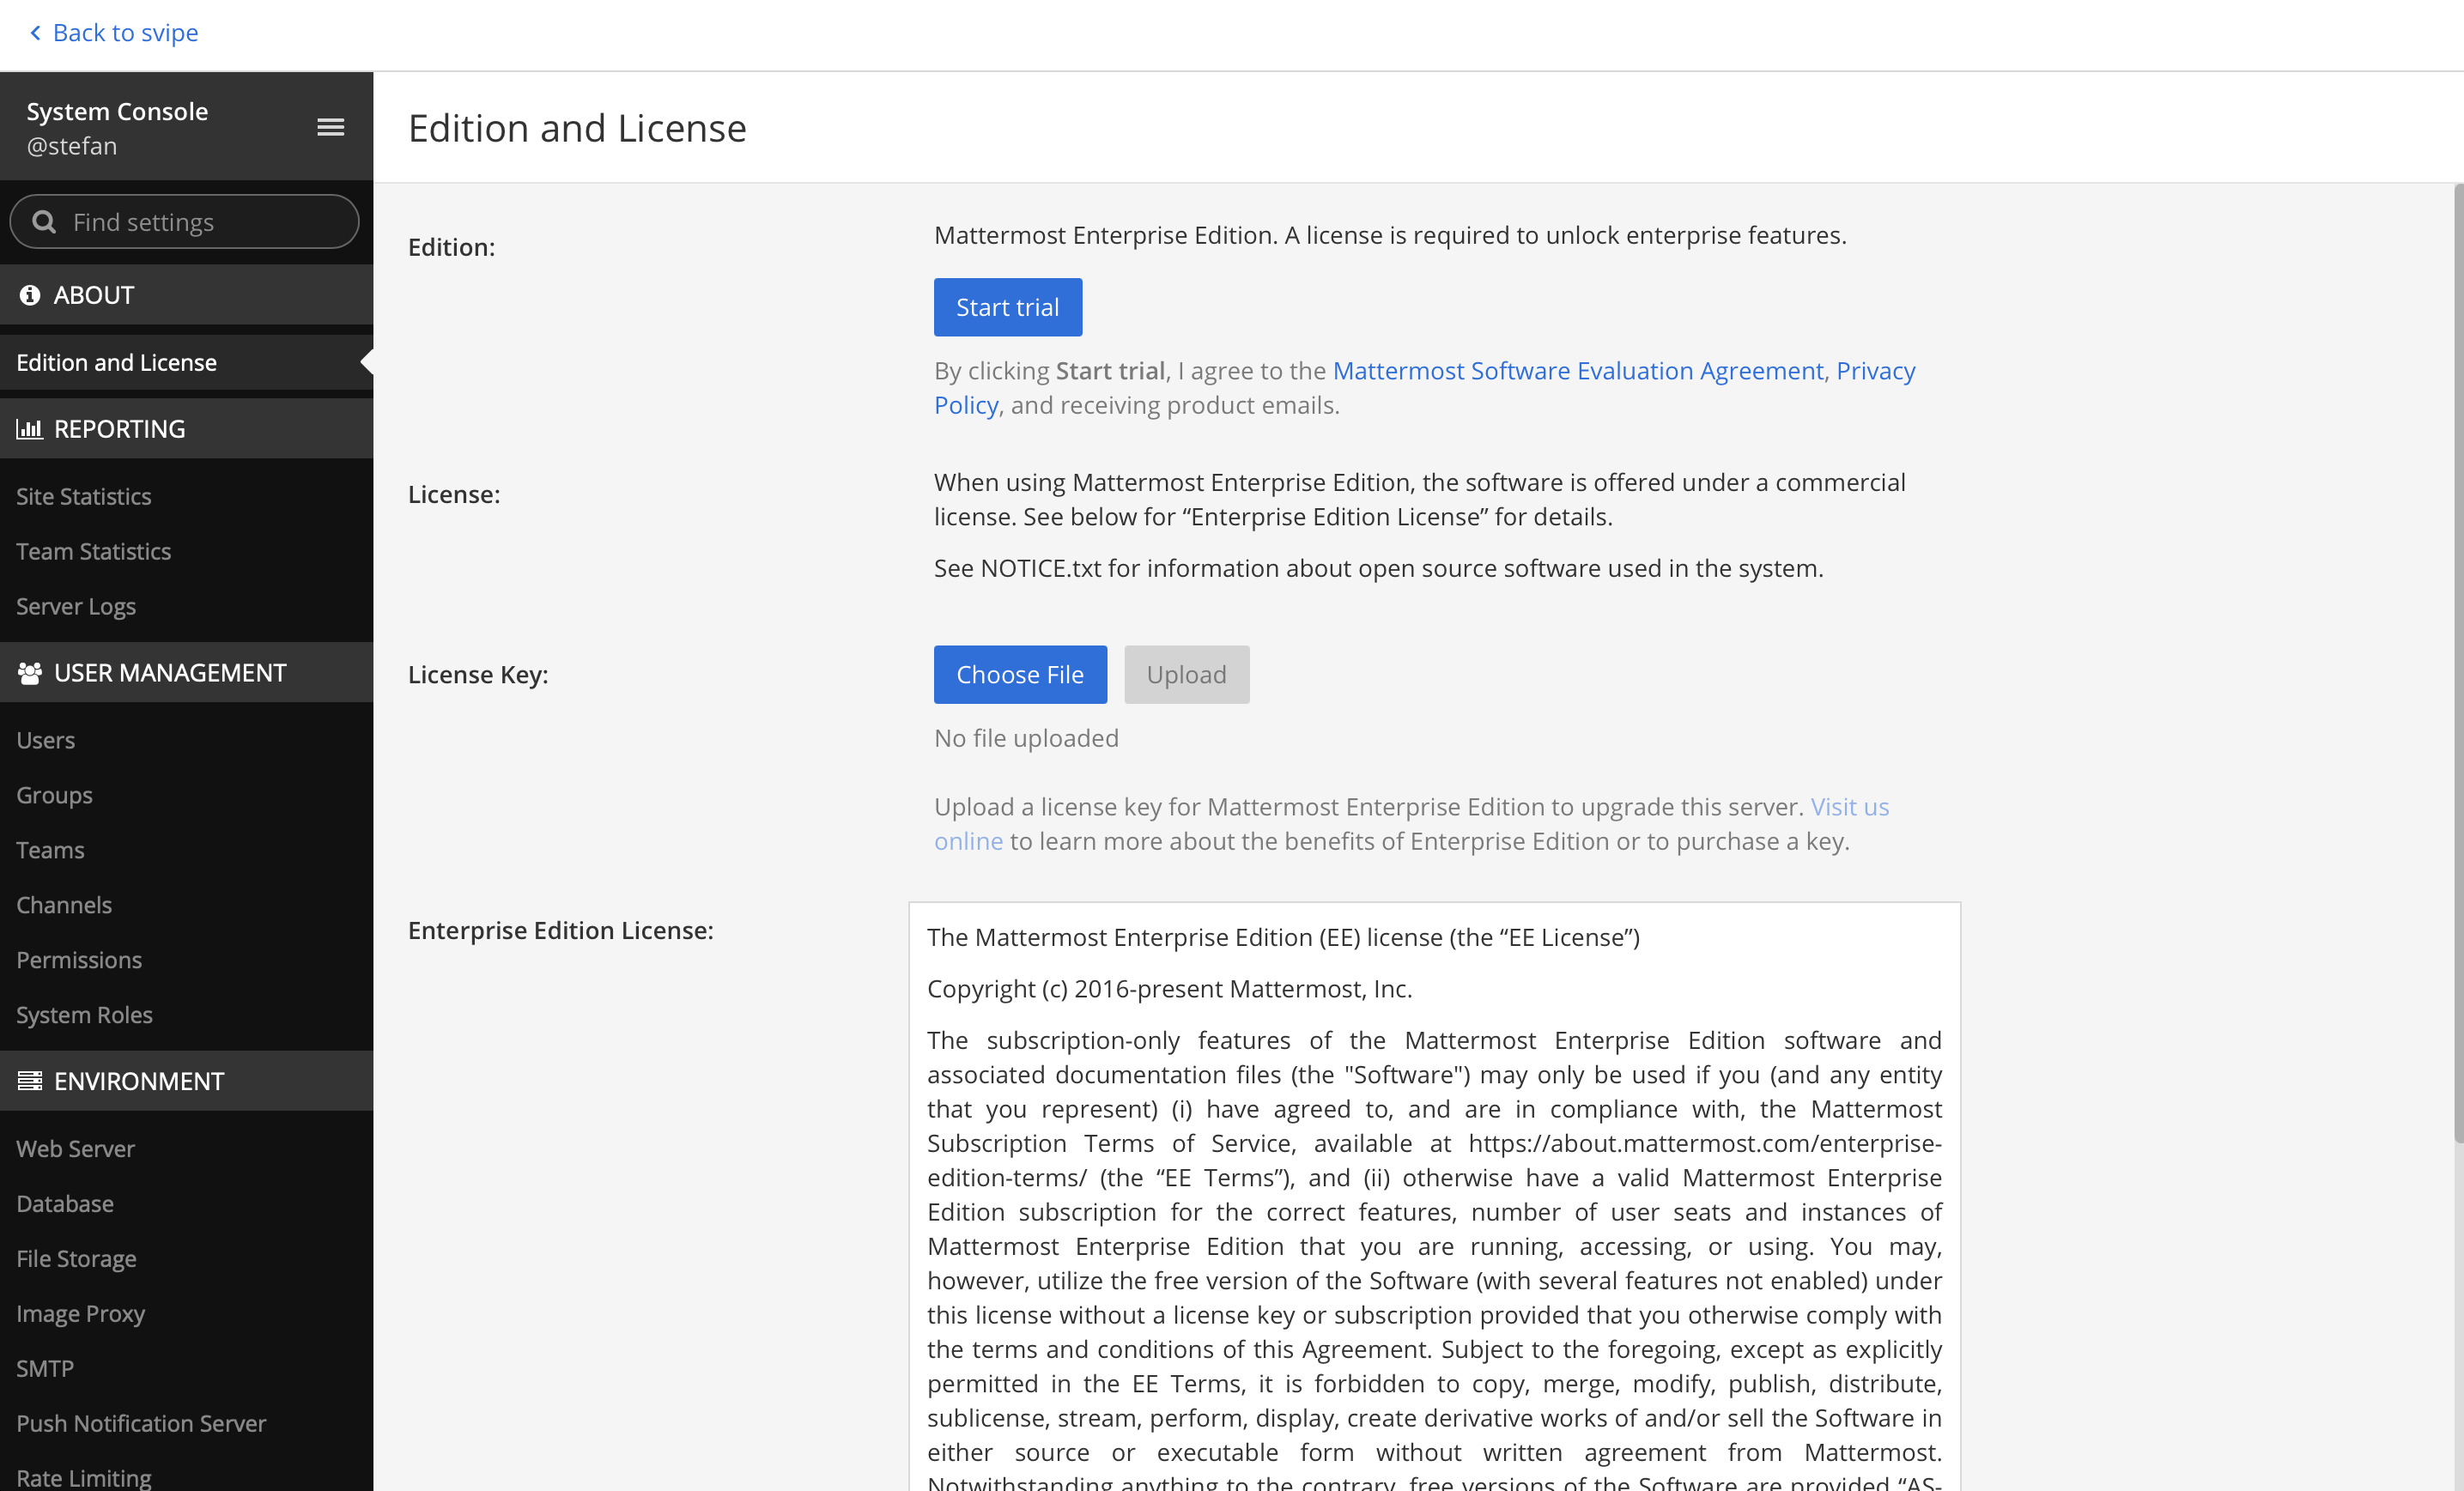 Back to svipe
System Console
@stefan
Find settings
ABOUT
Edition and License
REPORTING
Site Statistics
Team Statistics
Server Logs
USER MANAGEMENT
Users
Groups
Teams
Channels
Permissions
System Roles
ENVIRONMENT
Web Server
Database
File Storage
Image Proxy
SMTP
Push Notification Server
Rate Limiting
Edition and License
Edition:
Mattermost Enterprise Edition. A license is required to unlock enterprise features.
Start trial
By clicking Start trial, I agree to the Mattermost Software Evaluation Agreement, Privacy
Policy, and receiving product emails.
License:
When using Mattermost Enterprise Edition, the software is offered under a commercial
license. See below for “Enterprise Edition License” for details.
See NOTICE.txt for information about open source software used in the system.
License Key:
Choose File
Upload
No file uploaded
Upload a license key for Mattermost Enterprise Edition to upgrade this server. Visit us
online to learn more about the benefits of Enterprise Edition or to purchase a key.
Enterprise Edition License:
The Mattermost Enterprise Edition (EE) license (the “EE License”)
Copyright (c) 2016-present Mattermost, Inc.
The subscription-only features of the Mattermost Enterprise Edition software and
associated documentation files (the "Software") may only be used if you (and any entity
that you represent) (i) have agreed to, and are in compliance with, the Mattermost
Subscription Terms of Service, available at https://about.mattermost.com/enterprise-
edition-terms/ (the “EE Terms”), and (ii) otherwise have a valid Mattermost Enterprise
Edition subscription for the correct features, number of user seats and instances of
Mattermost Enterprise Edition that you are running, accessing, or using. You may,
however, utilize the free version of the Software (with several features not enabled) under
this license without a license key or subscription provided that you otherwise comply with
the terms and conditions of this Agreement. Subject to the foregoing, except as explicitly
permitted in the EE Terms, it is forbidden to copy, merge, modify, publish, distribute,
sublicense, stream, perform, display, create derivative works of and/or sell the Software in
either source or executable form without written agreement from Mattermost.
Notwithstanding anything to the contrary, free versions of the Software are provided “AS-